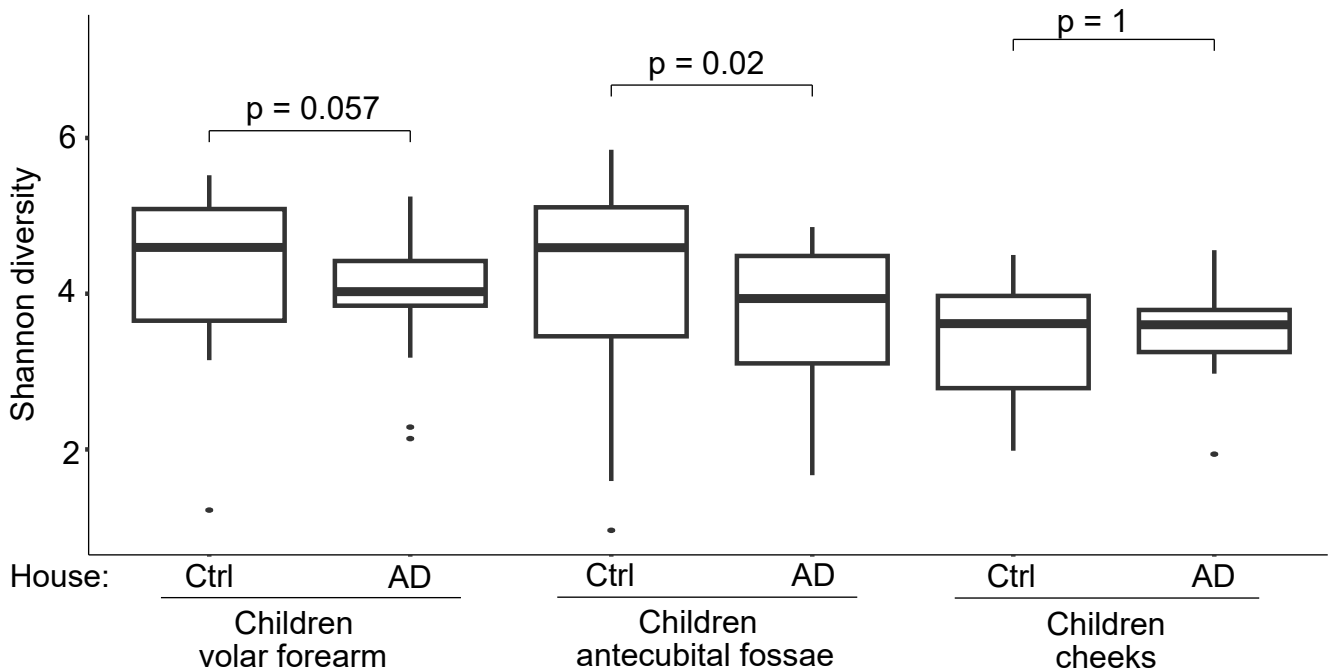 p = 1
p = 0.02
p = 0.057
6
4
2
Shannon diversity
House: Ctrl AD Ctrl AD Ctrl AD
Children
volar forearm
Children
antecubital fossae
Children
cheeks